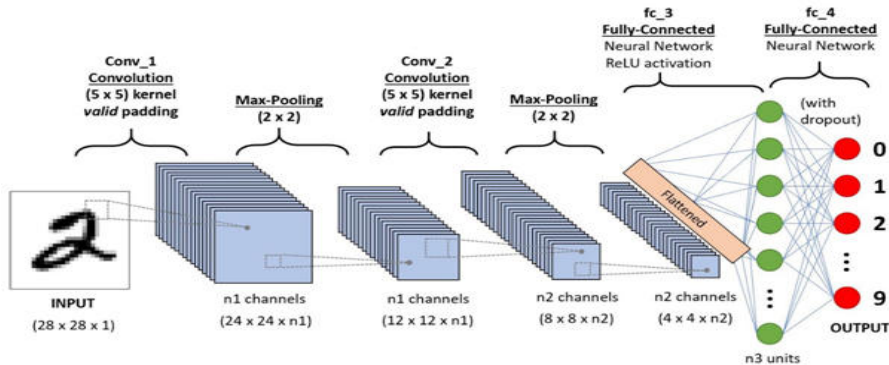 fc_3
Fully-Connected
Neural Network
ReLU activation
fc_4
Fully-Connected
Neural Network
Conv_1
Convolution
(5 x 5) kernel
valid padding
Max-Pooling
(2 x 2)
Conv_2
Convolution
(5 x 5) kernel
valid padding
Max-Pooling
(2 x 2)
(with
dropout)
2
Flattened
0
1
2
9
INPUT
(28 x 28 x 1)
n1 channels
(24 x 24 x n1)
n1 channels
(12 x 12 x n1)
n2 channels
(8 x 8 x n2)
n2 channels
(4 x 4 x n2)
n3 units
OUTPUT